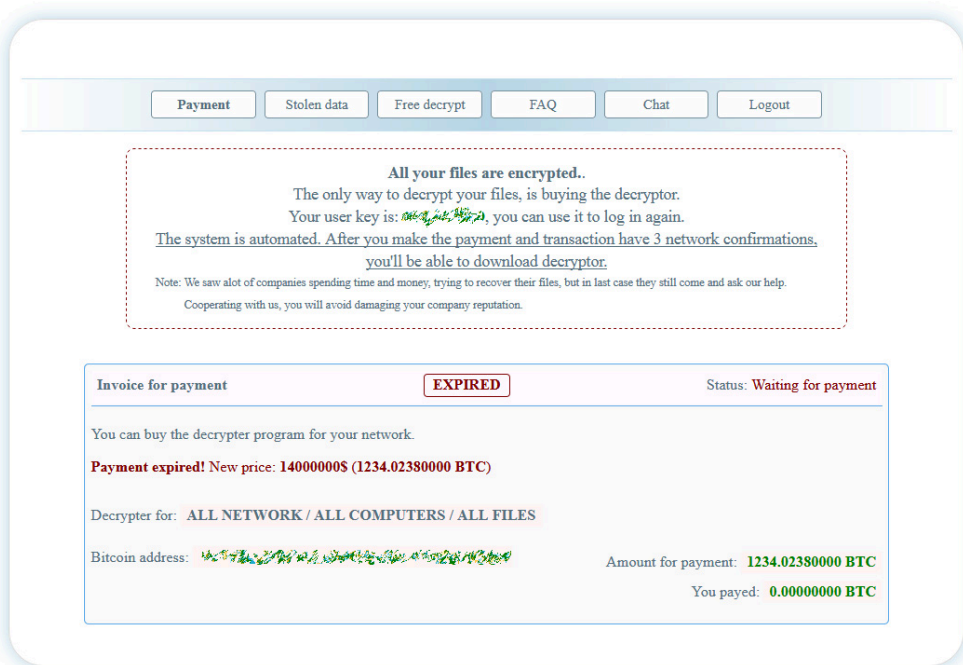 Payment
Stolen data
Free decrypt
FAQ
Chat
Logout
All your files are encrypted..
The only way to decrypt your files, is buying the decryptor.
Your user key is: , you can use it to log in again.
The system is automated. After you make the payment and transaction have 3 network confirmations,
you'll be able to download decryptor.
Note: We saw alot of companies spending time and money, trying to recover their files, but in last case they still come and ask our help.
Cooperating with us, you will avoid damaging your company reputation.
Invoice for payment
EXPIRED
Status: Waiting for payment
You can buy the decrypter program for your network.
Payment expired! New price: 14000000$ (1234.02380000 BTC)
Decrypter for: ALL NETWORK / ALL COMPUTERS / ALL FILES
Bitcoin address:
Amount for payment: 1234.02380000 BTC
You payed: 0.00000000 BTC